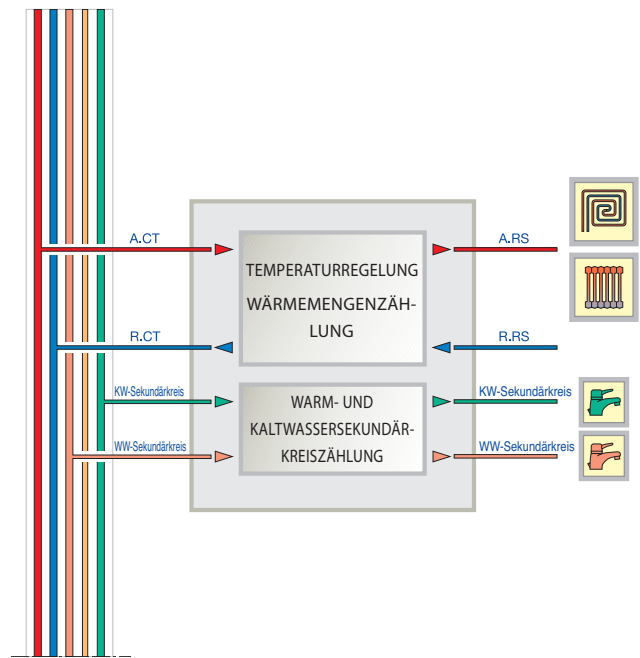 A.CT
A.RS
TEMPERATURREGELUNG
WÄRMEMENGENZÄH-
LUNG
R.CT
R.RS
KW-Sekundärkreis
KW-Sekundärkreis
WARM- UND
KALTWASSERSEKUNDÄR-
KREISZÄHLUNG
WW-Sekundärkreis
WW-Sekundärkreis